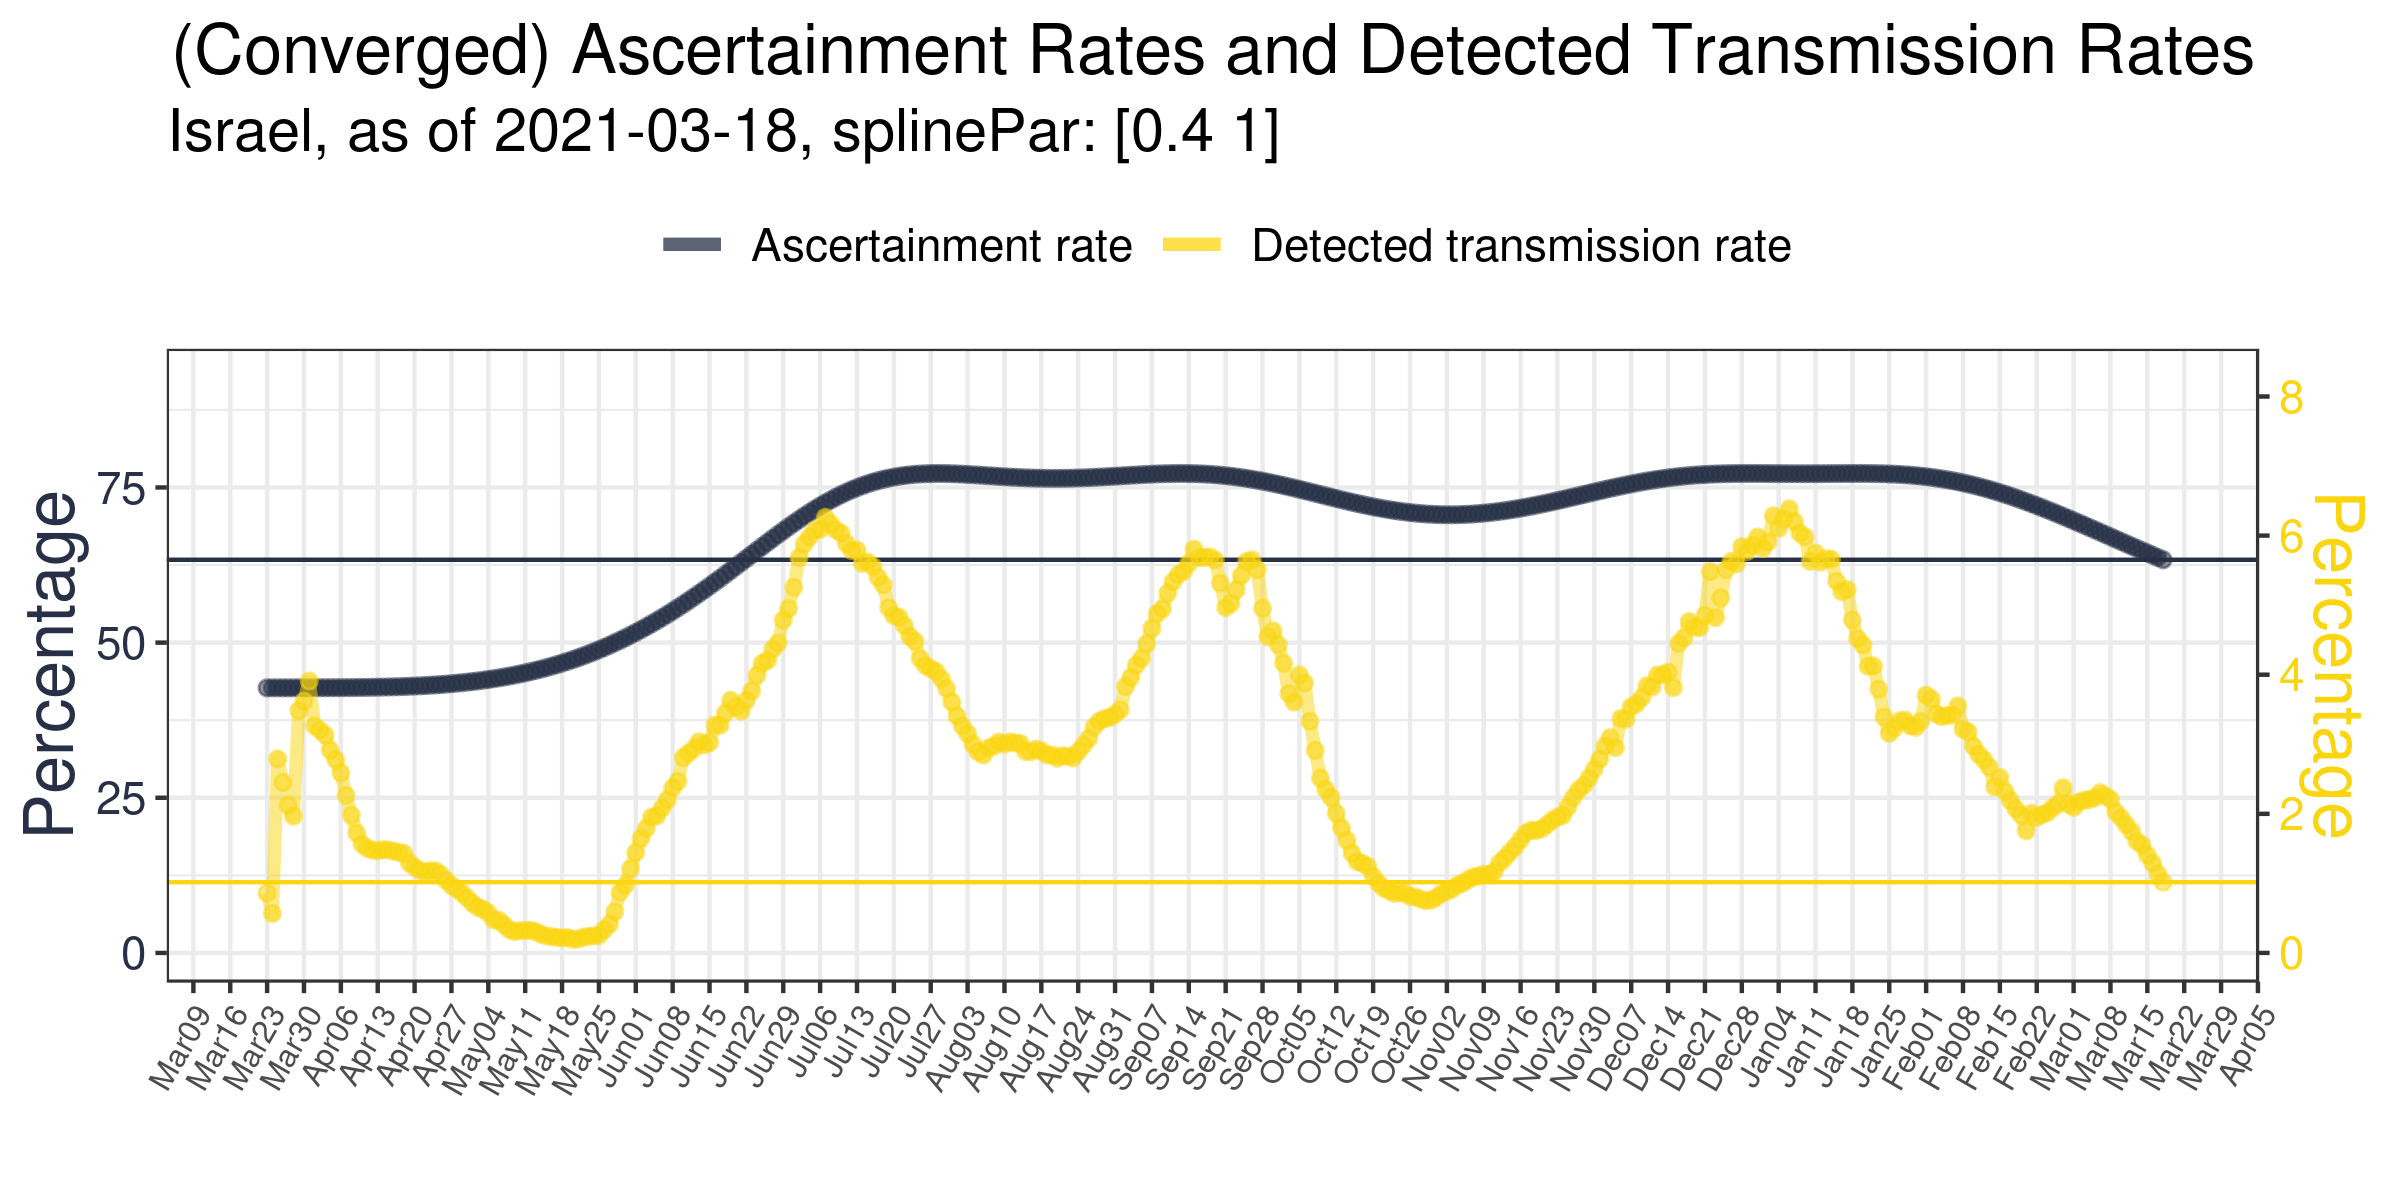 (Converged) Ascertainment Rates and Detected Transmission Rates
Israel, as of 2021-03-18, splinePar: [0.4 1]
Ascertainment rate
Detected transmission rate
Percentage
75
50
25
0
8
6
4
2
0
Percentage
Mar09
Mar16
Mar23
Mar30
Apr06
Apr13
Apr20
Apr27
May04
May11
May18
May25
Jun01
Jun08
Jun15
Jun22
Jun29
Jul06
Jul13
Jul20
Jul27
Aug03
Aug10
Aug17
Aug24
Aug31
Sep07
Sep14
Sep21
Sep28
Oct05
Oct12
Oct19
Oct26
Nov02
Nov09
Nov16
Nov23
Nov30
Dec07
Dec14
Dec21
Dec28
Jan04
Jan11
Jan18
Jan25
Feb01
Feb08
Feb15
Feb22
Mar01
Mar08
Mar15
Mar22
Mar29
Apr05